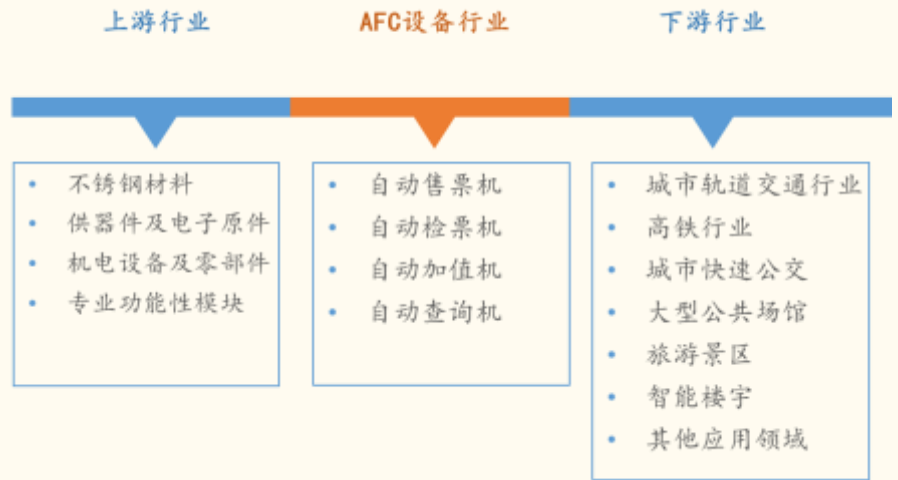 上游行业
AFC设备行业
下游行业
不锈钢材料
供器件及电子原件
机电设备及零部件
专业功能性模块
自动售票机
自动检票机
自动加值机
自动查询机
城市轨道交通行业
高铁行业
城市快速公交
大型公共场馆
旅游景区
智能楼宇
其他应用领域